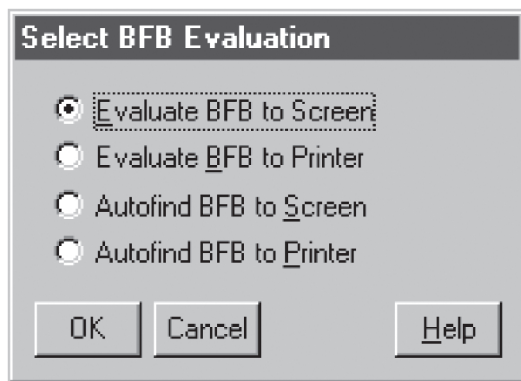 Select BFB Evaluation
Evaluate BFB to Screen
Evaluate BFB to Printer
Autofind BFB to Screen
Autofind BFB to Printer
OK Cancel Help